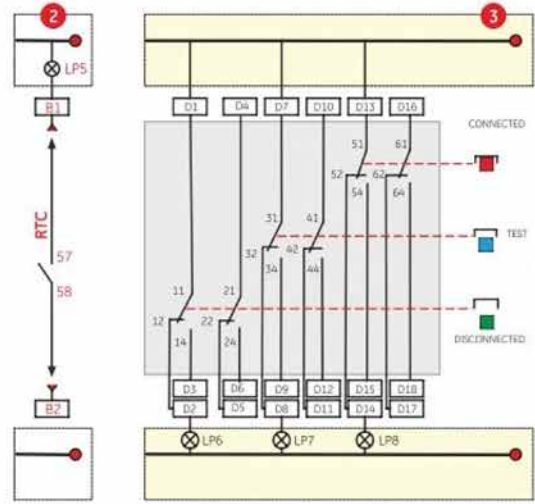 2
3
LP5
B1
D1
D4
D7
D10
D13
D16
CONNECTED
51
61
52
62
54
64
RTC
31
41
TEST
32
42
34
44
57
58
11
21
12
22
14
24
DISCONNECTED
D3
D6
D9
D12
D15
D18
B2
D2
D5
D8
D11
D14
D17
LP6
LP7
LP8